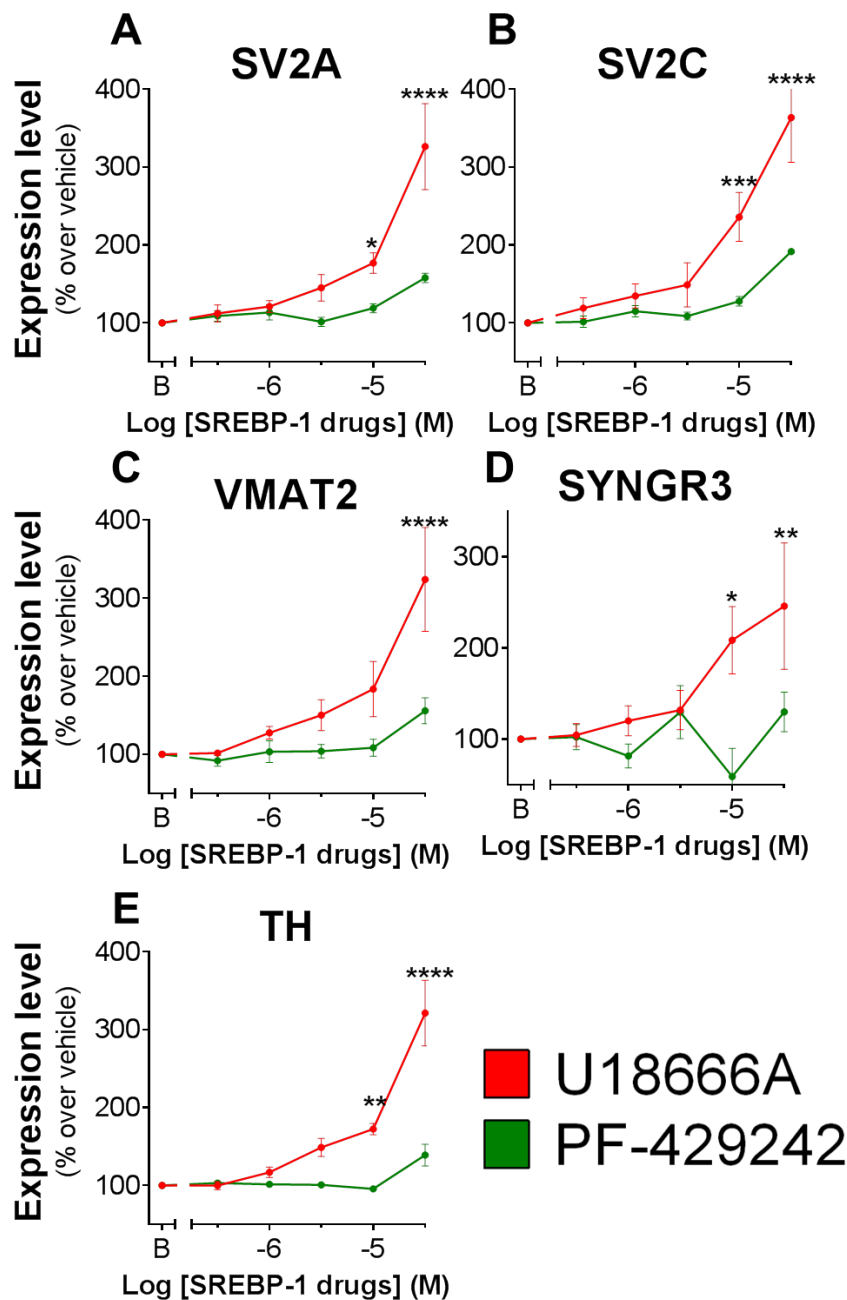 A
SV2A
Expression level
(% over vehicle)
400
300
200
100
*
****
B
-6
-5
Log [SREBP-1 drugs] (M)
B
SV2C
400
300
200
100
***
****
B
-6
-5
Log [SREBP-1 drugs] (M)
C
VMAT2
Expression level
(% over vehicle)
400
300
200
100
****
B
-6
-5
Log [SREBP-1 drugs] (M)
D
SYNGR3
300
200
100
*
**
B
-6
-5
Log [SREBP-1 drugs] (M)
E
TH
Expression level
(% over vehicle)
400
300
200
100
**
****
B
-6
-5
Log [SREBP-1 drugs] (M)
U18666A
PF-429242